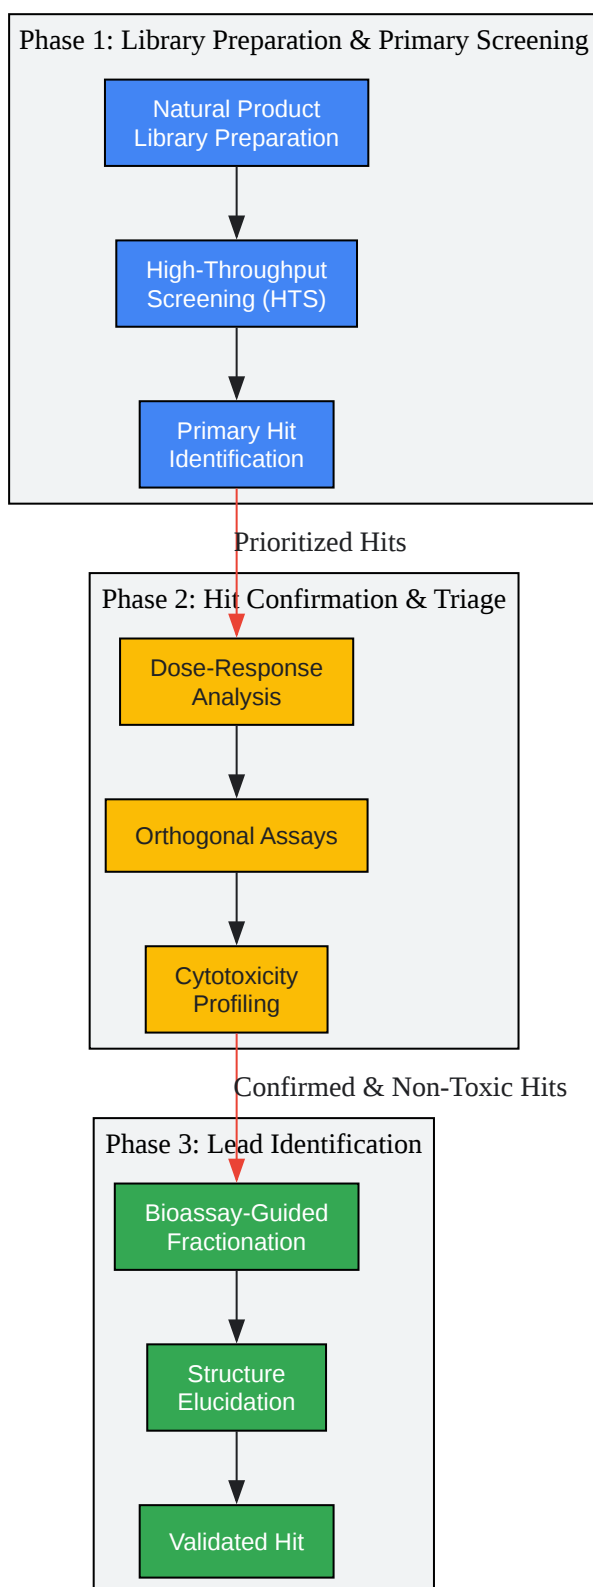 Phase 1: Library Preparation & Primary Screening
Natural Product
Library Preparation
High-Throughput
Screening (HTS)
Primary Hit
Identification
Prioritized Hits
Phase 2: Hit Confirmation & Triage
Dose-Response
Analysis
Orthogonal Assays
Cytotoxicity
Profiling
Confirmed & Non-Toxic Hits
Phase 3: Lead Identification
Bioassay-Guided
Fractionation
Structure
Elucidation
Validated Hit